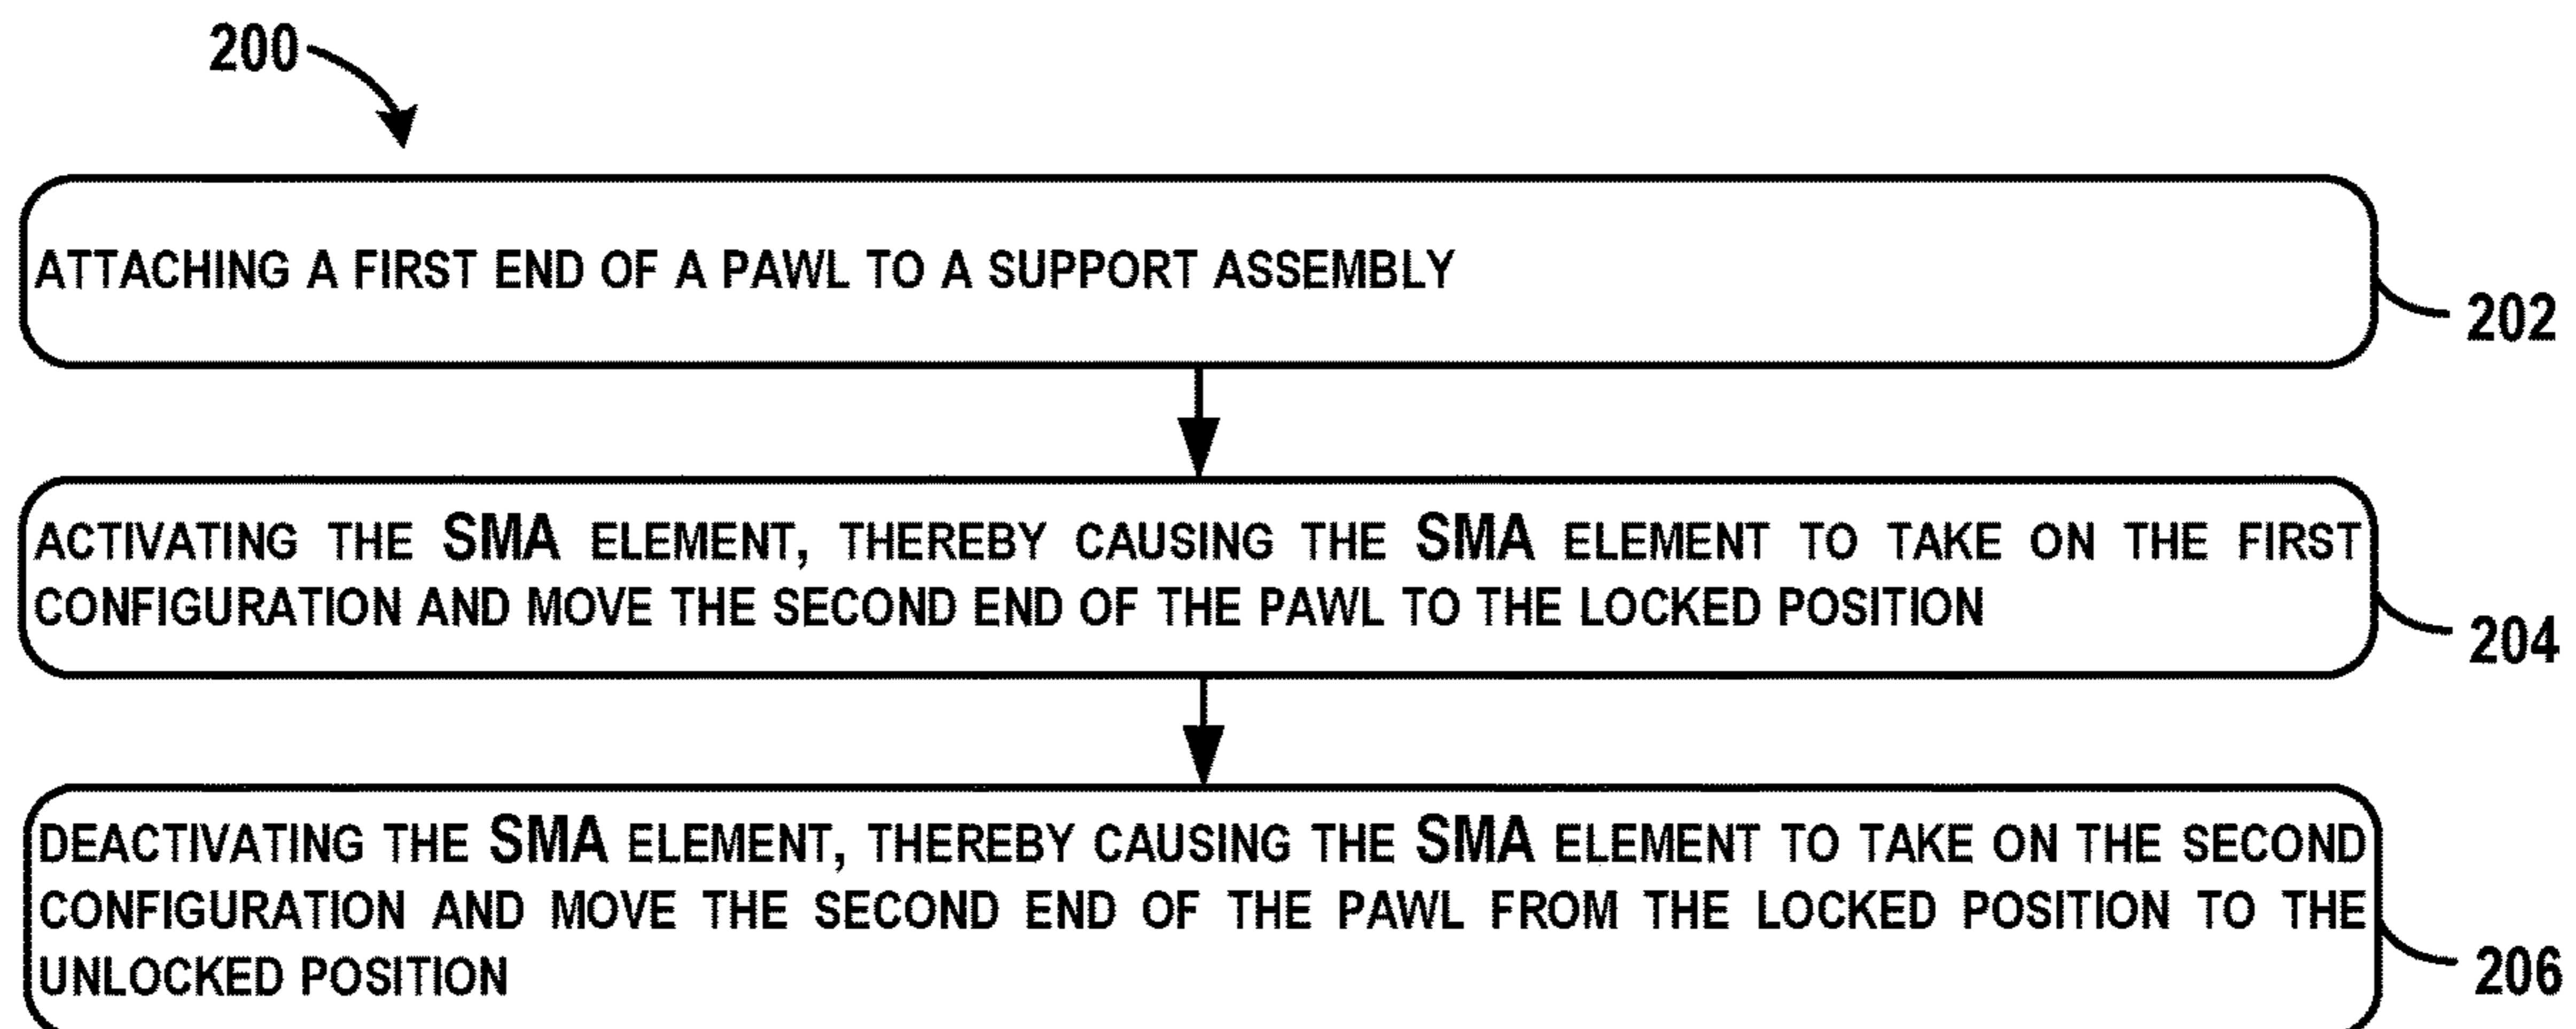 200
ATTACHING A FIRST END OF A PAWL TO A SUPPORT ASSEMBLY
202
ACTIVATING THE SMA ELEMENT, THEREBY CAUSING THE SMA ELEMENT TO TAKE ON THE FIRST
CONFIGURATION AND MOVE THE SECOND END OF THE PAWL TO THE LOCKED POSITION
204
DEACTIVATING THE SMA ELEMENT, THEREBY CAUSING THE SMA ELEMENT TO TAKE ON THE SECOND
CONFIGURATION AND MOVE THE SECOND END OF THE PAWL FROM THE LOCKED POSITION TO THE
UNLOCKED POSITION
206